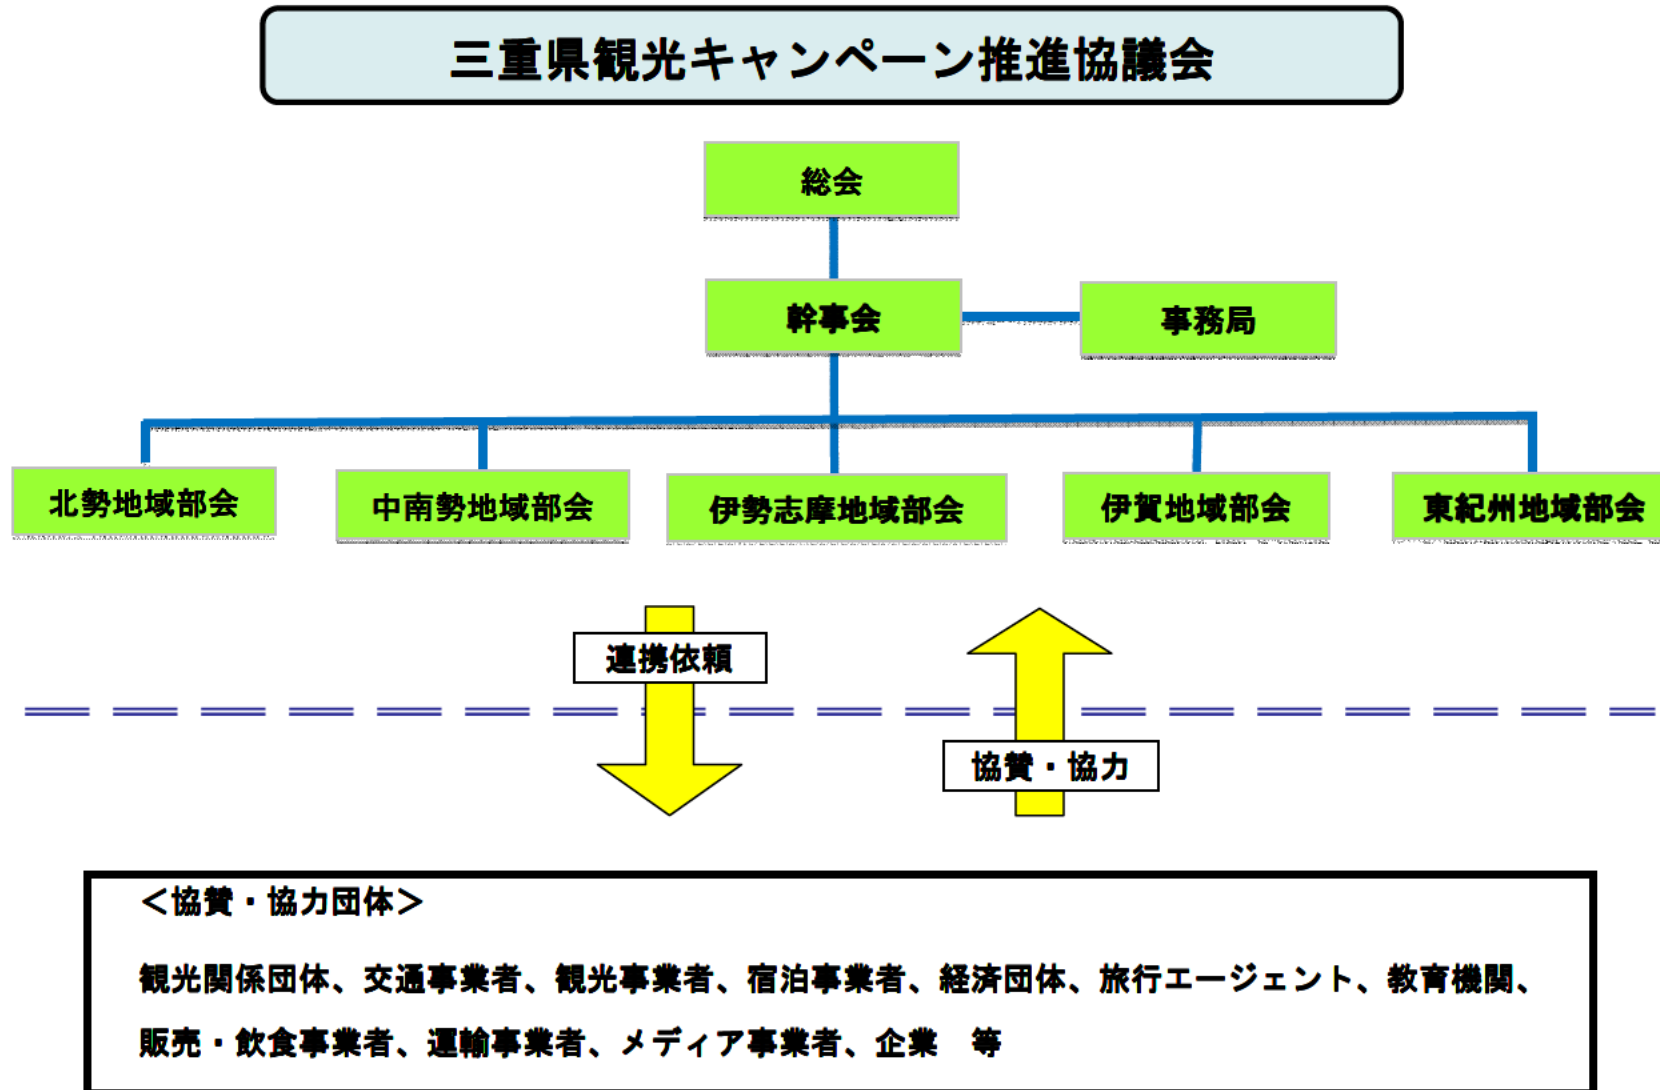 三重県観光キャンペーン推進協議会
総会
幹事会
事務局
北勢地域部会
中南勢地域部会
伊勢志摩地域部会
伊賀地域部会
東紀州地域部会
連携依頼
協賛・協力
＜協賛・協力団体＞
観光関係団体、交通事業者、観光事業者、宿泊事業者、経済団体、旅行エージェント、教育機関、
販売・飲食事業者、運輸事業者、メディア事業者、企業　等